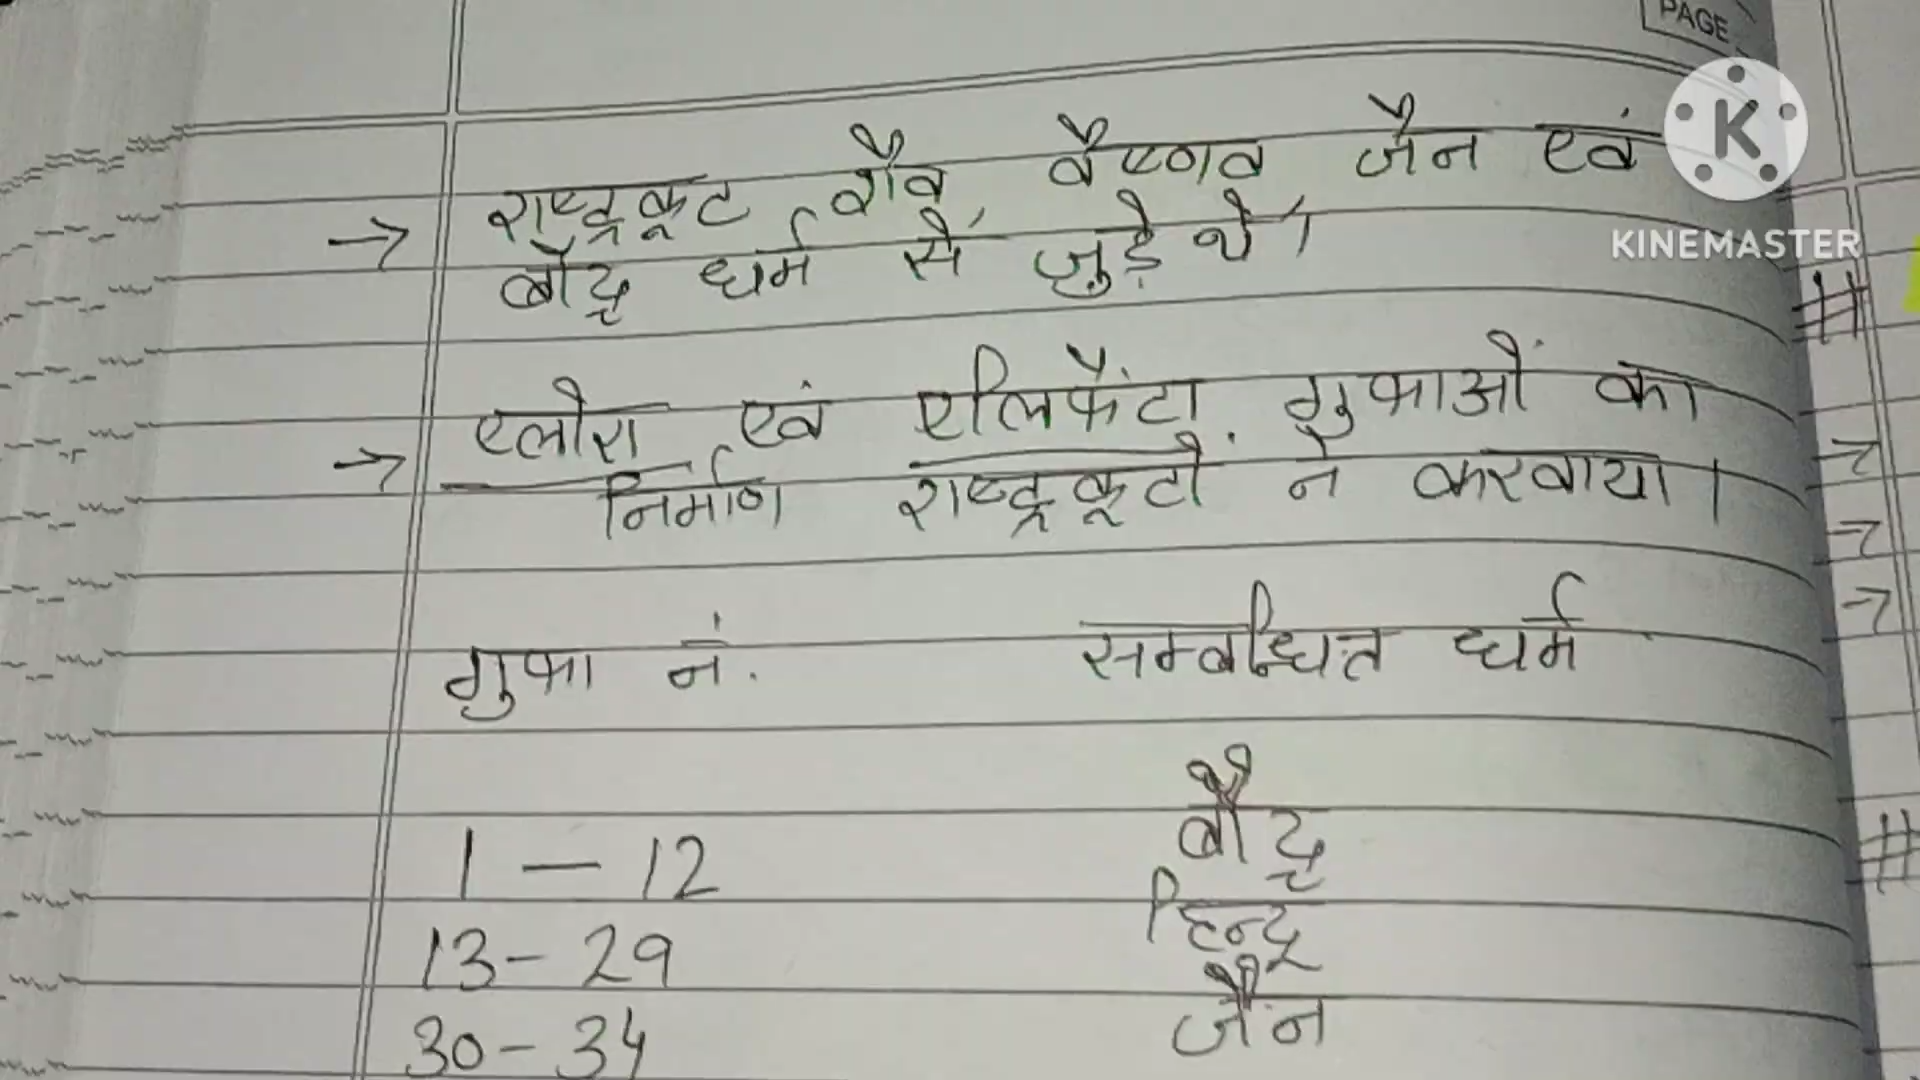 PAGE
राष्ट्रकूट शैव, वैष्णव, जैन एवं
→ बौद्ध धर्म से जुड़े थे।
एलोरा एवं एलिफैंटा गुफाओं का
→ निर्माण राष्ट्रकूटों ने करवाया।
गुफा नं. सम्बन्धित धर्म
1 — 12 बौद्ध
13 - 29 हिन्दू
30 - 34 जैन
K
KINEMASTER
#
→
→
→
#